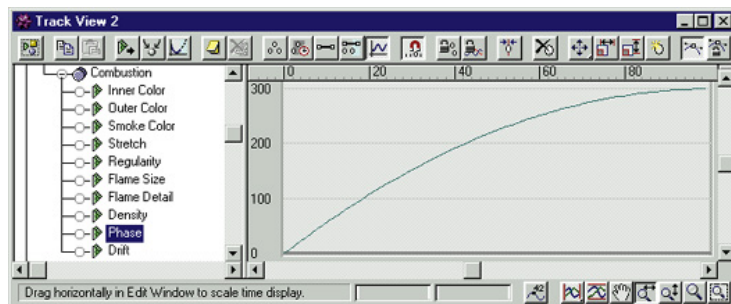 Track View 2
Combustion
Inner Color
Outer Color
Smoke Color
Stretch
Regularity
Flame Size
Flame Detail
Density
Phase
Drift
0 20 40 60 80
300
200
100
0
Drag horizontally in Edit Window to scale time display.